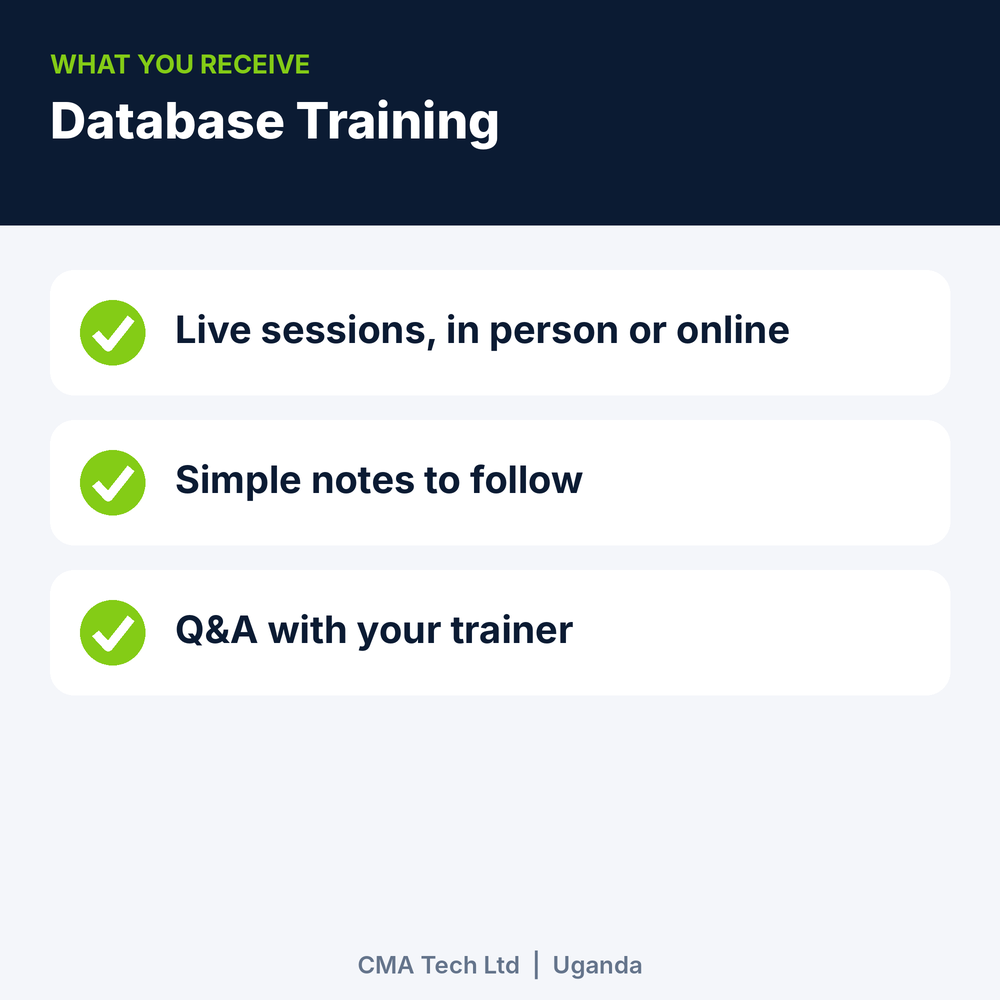 WHAT YOU RECEIVE
Database Training
Live sessions, in person or online
Simple notes to follow
Q&A with your trainer
CMA Tech Ltd | Uganda